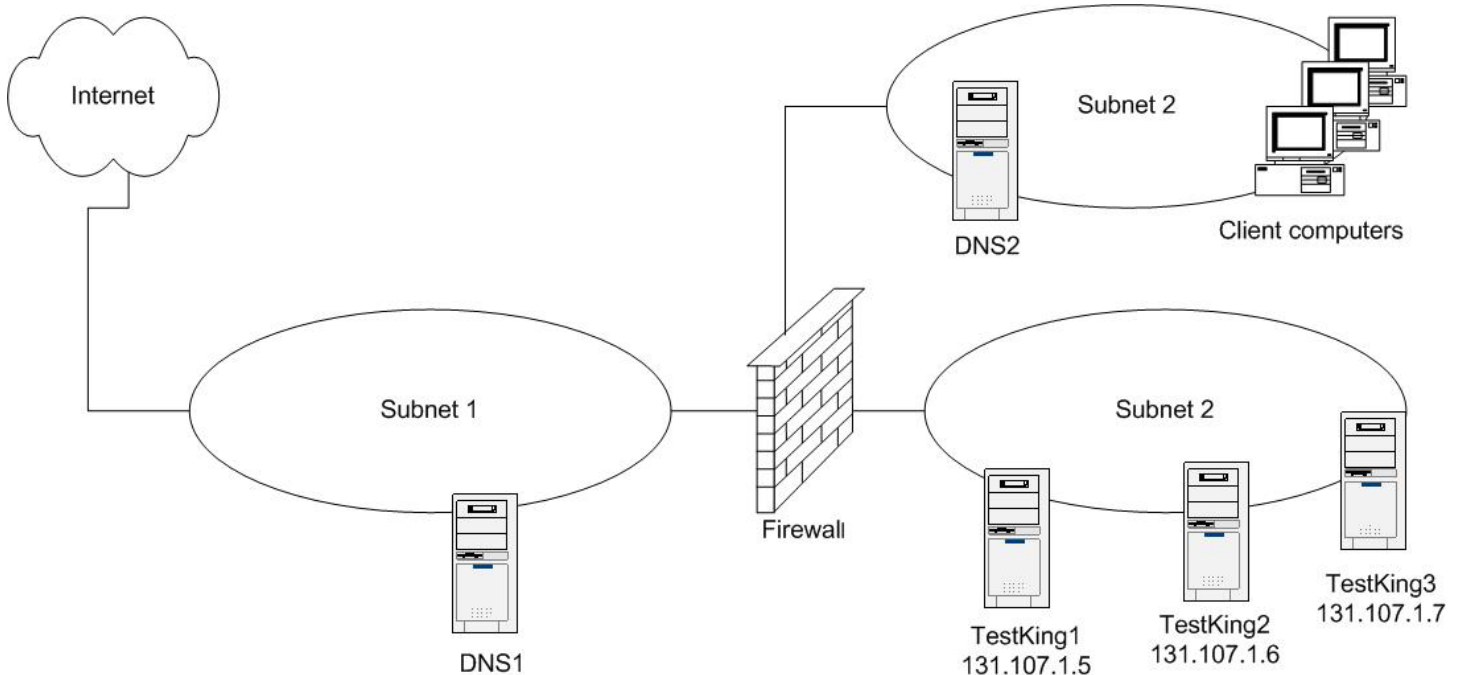 Internet
Subnet 2
DNS2
Client computers
Subnet 1
Firewall
Subnet 2
DNS1
TestKing1
131.107.1.5
TestKing2
131.107.1.6
TestKing3
131.107.1.7